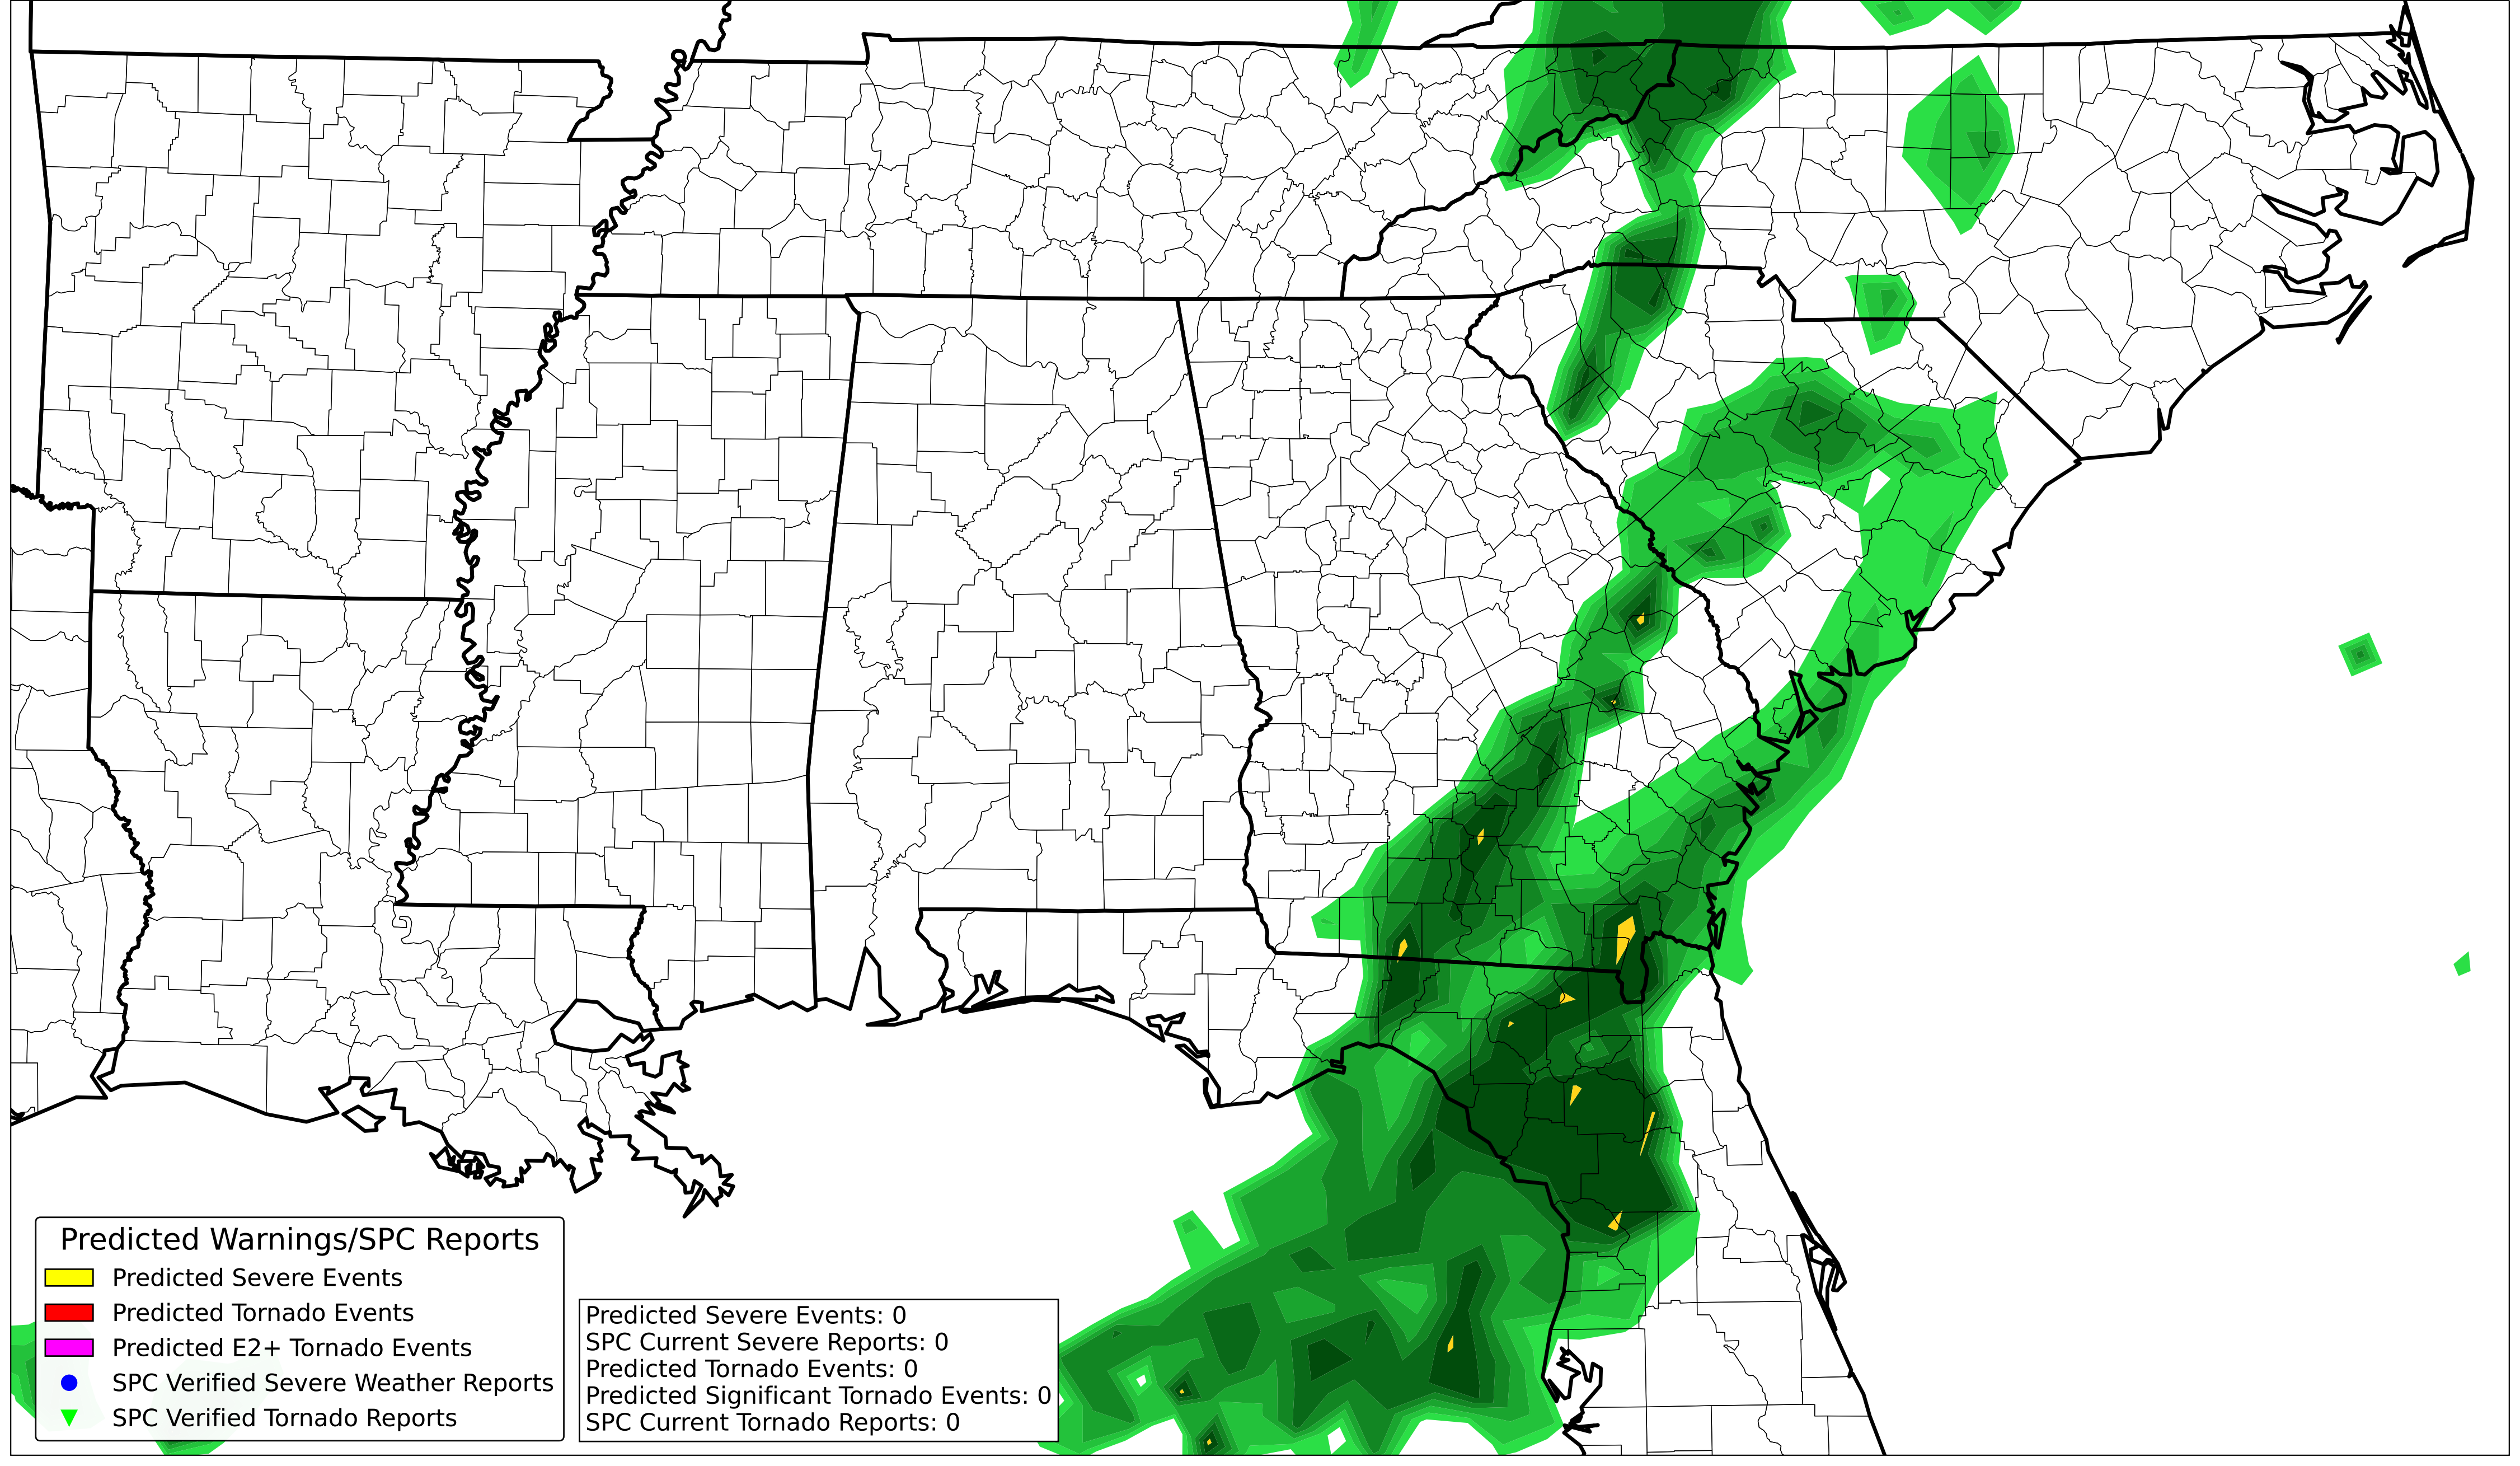 Predicted Warnings/SPC Reports
Predicted Severe Events
Predicted Tornado Events
Predicted E2+ Tornado Events
SPC Verified Severe Weather Reports
SPC Verified Tornado Reports
Predicted Severe Events: 0
SPC Current Severe Reports: 0
Predicted Tornado Events: 0
Predicted Significant Tornado Events: 0
SPC Current Tornado Reports: 0